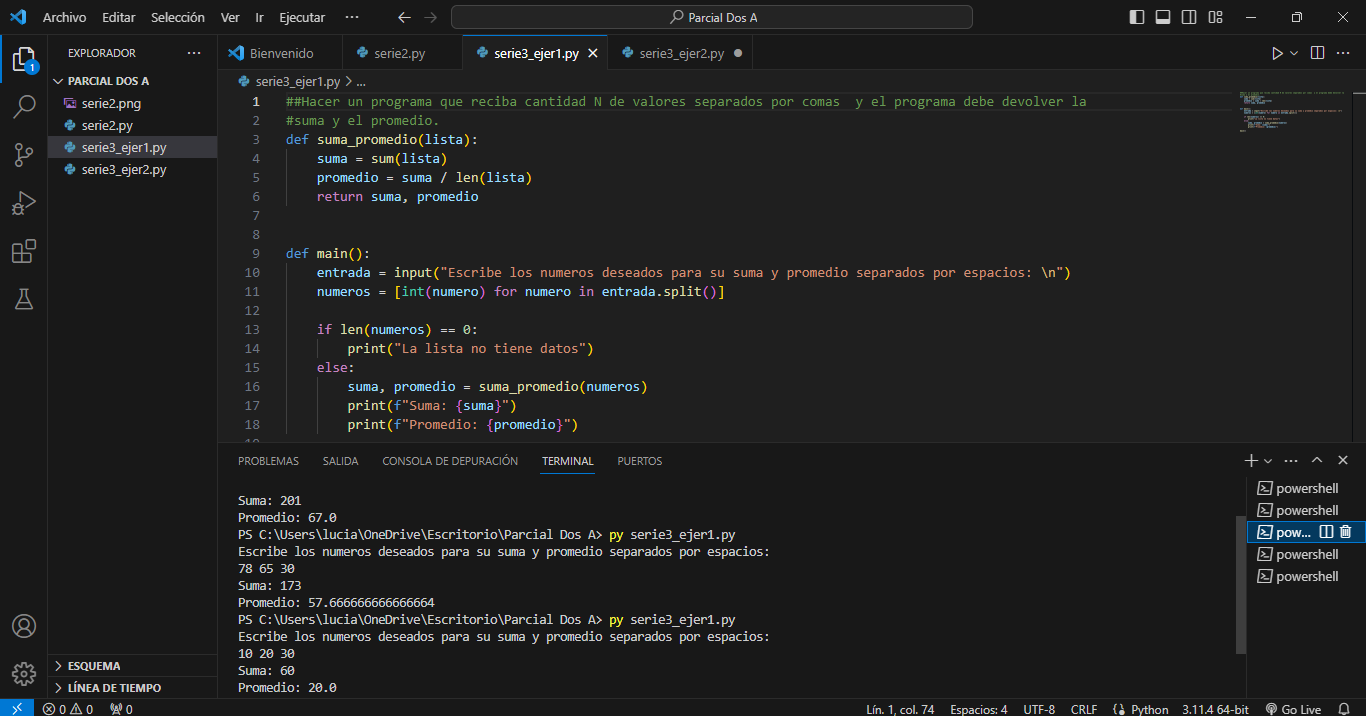 Archivo Editar Selección Ver Ir Ejecutar ··· Parcial Dos A
EXPLORADOR ···
PARCIAL DOS A
serie2.png
serie2.py
serie3_ejer1.py
serie3_ejer2.py
ESQUEMA
LÍNEA DE TIEMPO
1
Bienvenido serie2.py serie3_ejer1.py serie3_ejer2.py ···
serie3_ejer1.py > ...
1 ##Hacer un programa que reciba cantidad N de valores separados por comas  y el programa debe devolver la
2 #suma y el promedio.
3 def suma_promedio(lista):
4     suma = sum(lista)
5     promedio = suma / len(lista)
6     return suma, promedio
7
8
9 def main():
10     entrada = input("Escribe los numeros deseados para su suma y promedio separados por espacios: \n")
11     numeros = [int(numero) for numero in entrada.split()]
12
13     if len(numeros) == 0:
14         print("La lista no tiene datos")
15     else:
16         suma, promedio = suma_promedio(numeros)
17         print(f"Suma: {suma}")
18         print(f"Promedio: {promedio}")
PROBLEMAS SALIDA CONSOLA DE DEPURACIÓN TERMINAL PUERTOS ···
Suma: 201
Promedio: 67.0
PS C:\Users\lucia\OneDrive\Escritorio\Parcial Dos A> py serie3_ejer1.py
Escribe los numeros deseados para su suma y promedio separados por espacios:
78 65 30
Suma: 173
Promedio: 57.666666666666664
PS C:\Users\lucia\OneDrive\Escritorio\Parcial Dos A> py serie3_ejer1.py
Escribe los numeros deseados para su suma y promedio separados por espacios:
10 20 30
Suma: 60
Promedio: 20.0
powershell
powershell
pow...
powershell
powershell
0 0 0 Lín. 1, col. 74 Espacios: 4 UTF-8 CRLF Python 3.11.4 64-bit Go Live